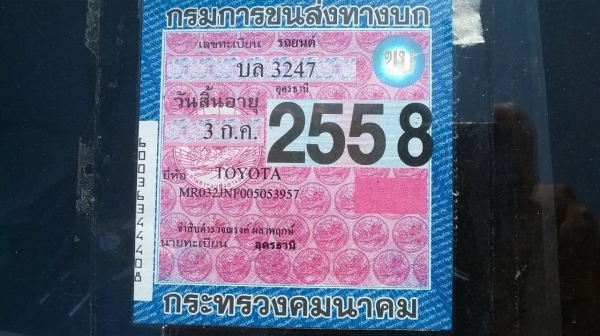 กรมการขนส่งทางบก
เลขทะเบียน รถยนต์
บล 3247
อุดรธานี
วันสิ้นอายุ
3 ก.ค. 2558
ยี่ห้อ TOYOTA
MR032JNF005053957
นายทะเบียน อุดรธานี
กระทรวงคมนาคม